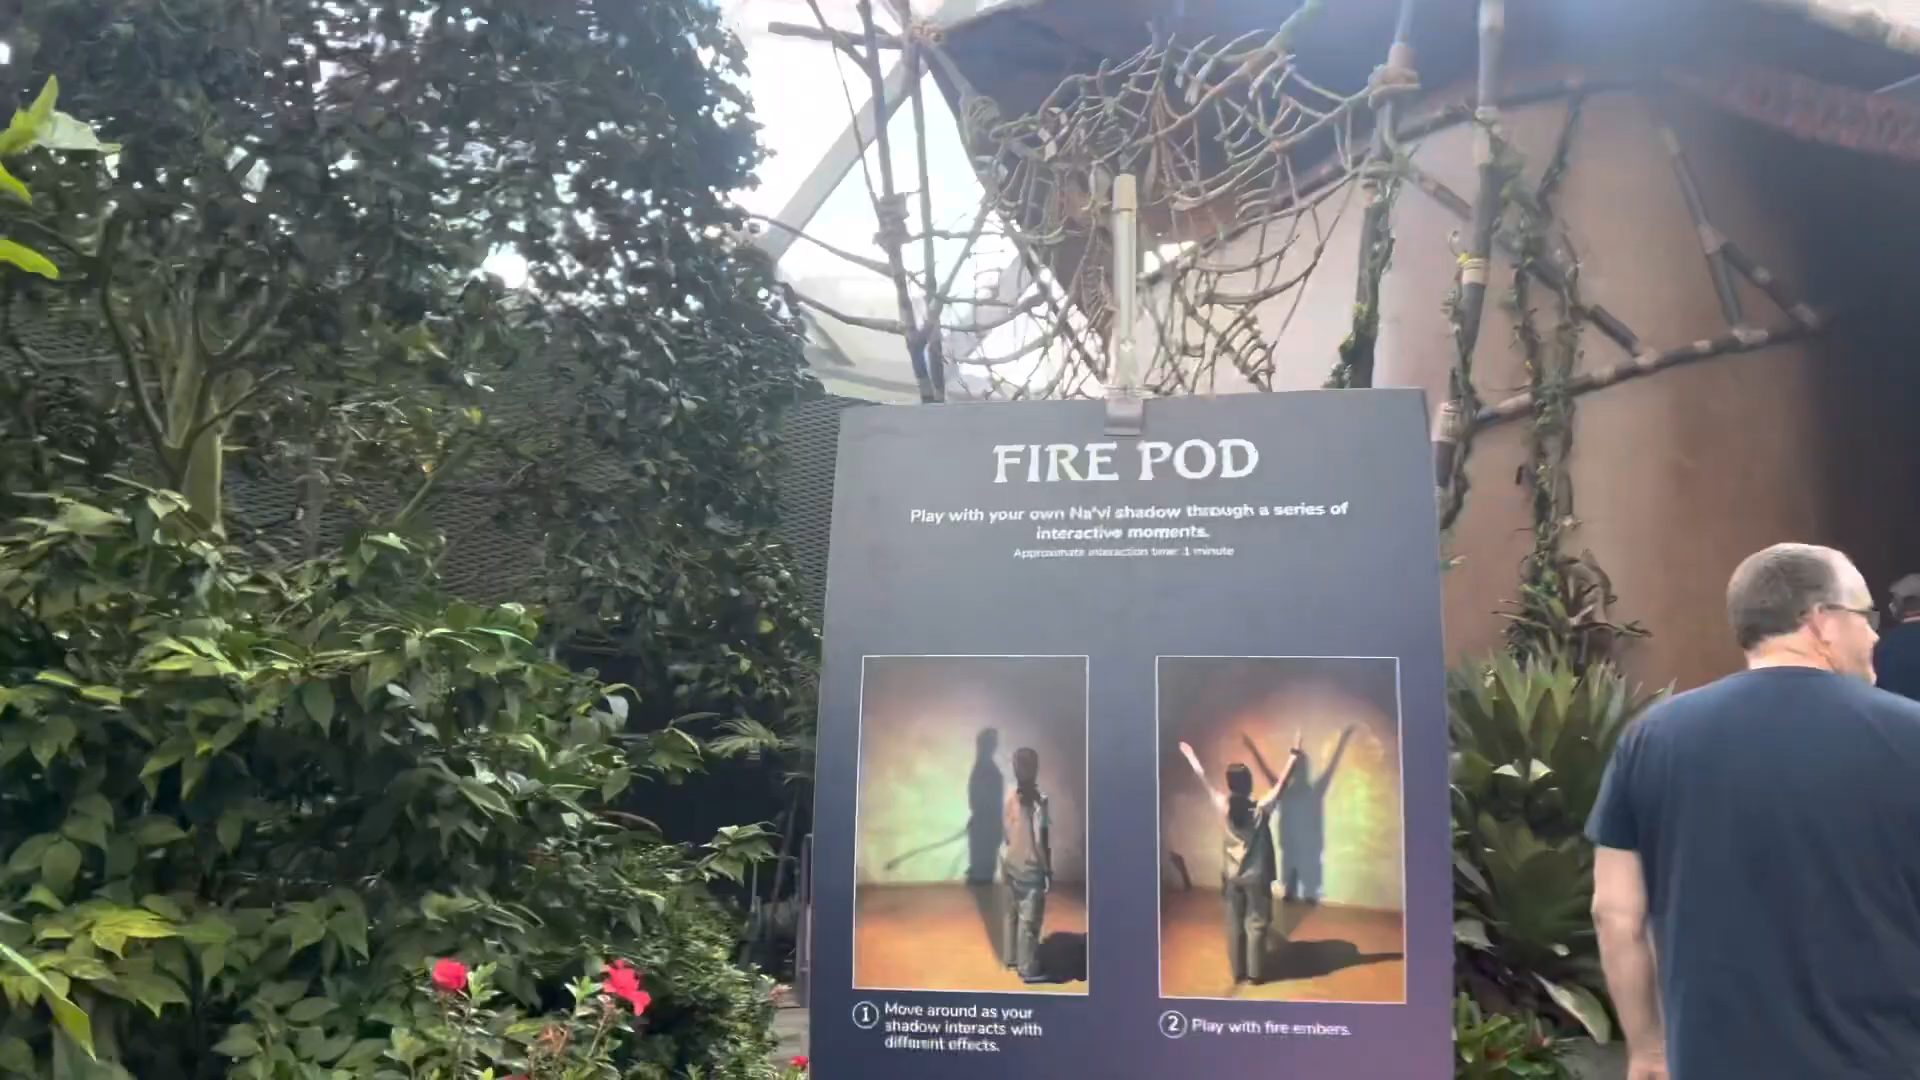 FIRE POD
Play with your own Na'vi shadow through a series of
interactive moments.
Approximate interaction time: 1 minute
1 Move around as your
shadow interacts with
different effects.
2 Play with fire embers.